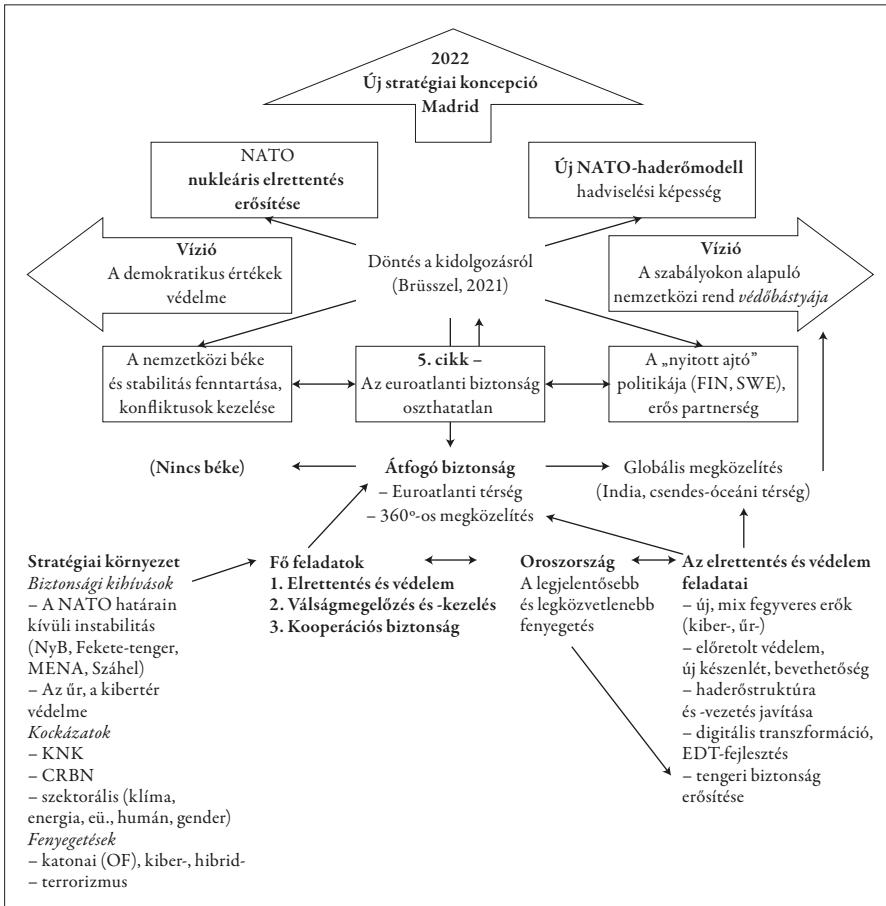 2022
Új stratégiai koncepció
Madrid
NATO
nukleáris elrettentés
erősítése
Új NATO-haderőmodell
hadviselési képesség
Vízió
A demokratikus értékek
védelme
Döntés a kidolgozásról
(Brüsszel, 2021)
Vízió
A szabályokon alapuló
nemzetközi rend védőbástyája
A nemzetközi béke
és stabilitás fenntartása,
konfliktusok kezelése
5. cikk –
Az euroatlanti biztonság
oszthatatlan
A „nyitott ajtó”
politikája (FIN, SWE),
erős partnerség
(Nincs béke)
Átfogó biztonság
– Euroatlanti térség
– 360º-os megközelítés
Globális megközelítés
(India, csendes-óceáni térség)
Stratégiai környezet
Biztonsági kihívások
– A NATO határain
kívüli instabilitás
(NyB, Fekete-tenger,
MENA, Száhel)
– Az űr, a kibertér
védelme
Kockázatok
– KNK
– CRBN
– szektorális (klíma,
energia, eü., humán, gender)
Fenyegetések
– katonai (OF), kiber-, hibrid-
– terrorizmus
Fő feladatok
1. Elrettentés és védelem
2. Válságmegelőzés és -kezelés
3. Kooperációs biztonság
Oroszország
A legjelentősebb
és legközvetlenebb
fenyegetés
Az elrettentés és védelem
feladatai
– új, mix fegyveres erők
(kiber-, űr-)
– előretolt védelem,
új készenlét, bevethetőség
– haderőstruktúra
és -vezetés javítása
– digitális transzformáció,
EDT-fejlesztés
– tengeri biztonság
erősítése